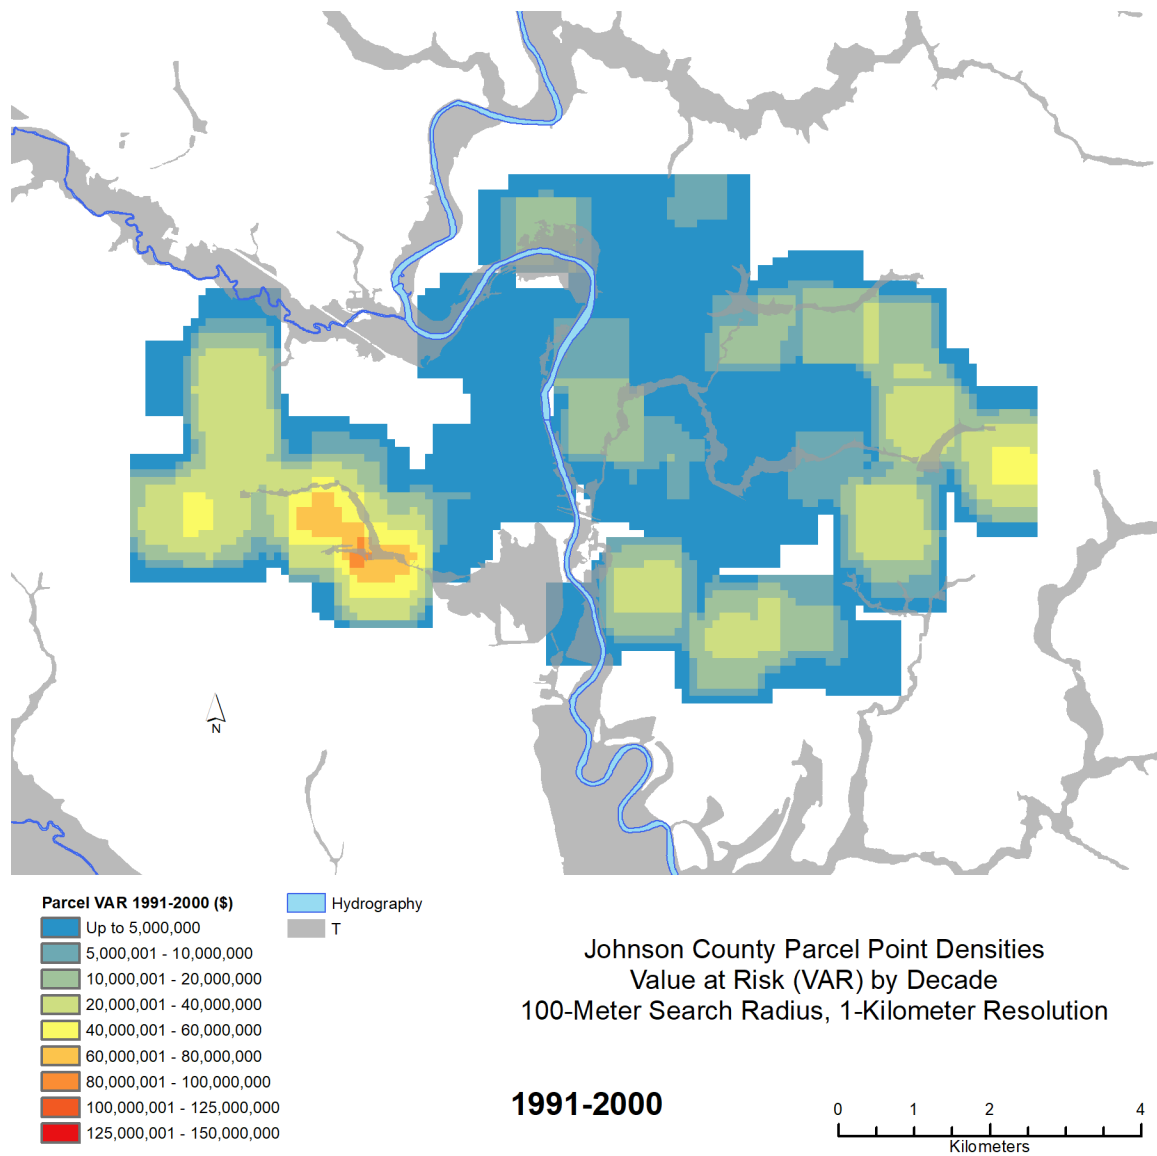 N
Parcel VAR 1991-2000 ($)
Up to 5,000,000
5,000,001 - 10,000,000
10,000,001 - 20,000,000
20,000,001 - 40,000,000
40,000,001 - 60,000,000
60,000,001 - 80,000,000
80,000,001 - 100,000,000
100,000,001 - 125,000,000
125,000,001 - 150,000,000
Hydrography
T
Johnson County Parcel Point Densities
Value at Risk (VAR) by Decade
100-Meter Search Radius, 1-Kilometer Resolution
1991-2000
0 1 2 4
Kilometers